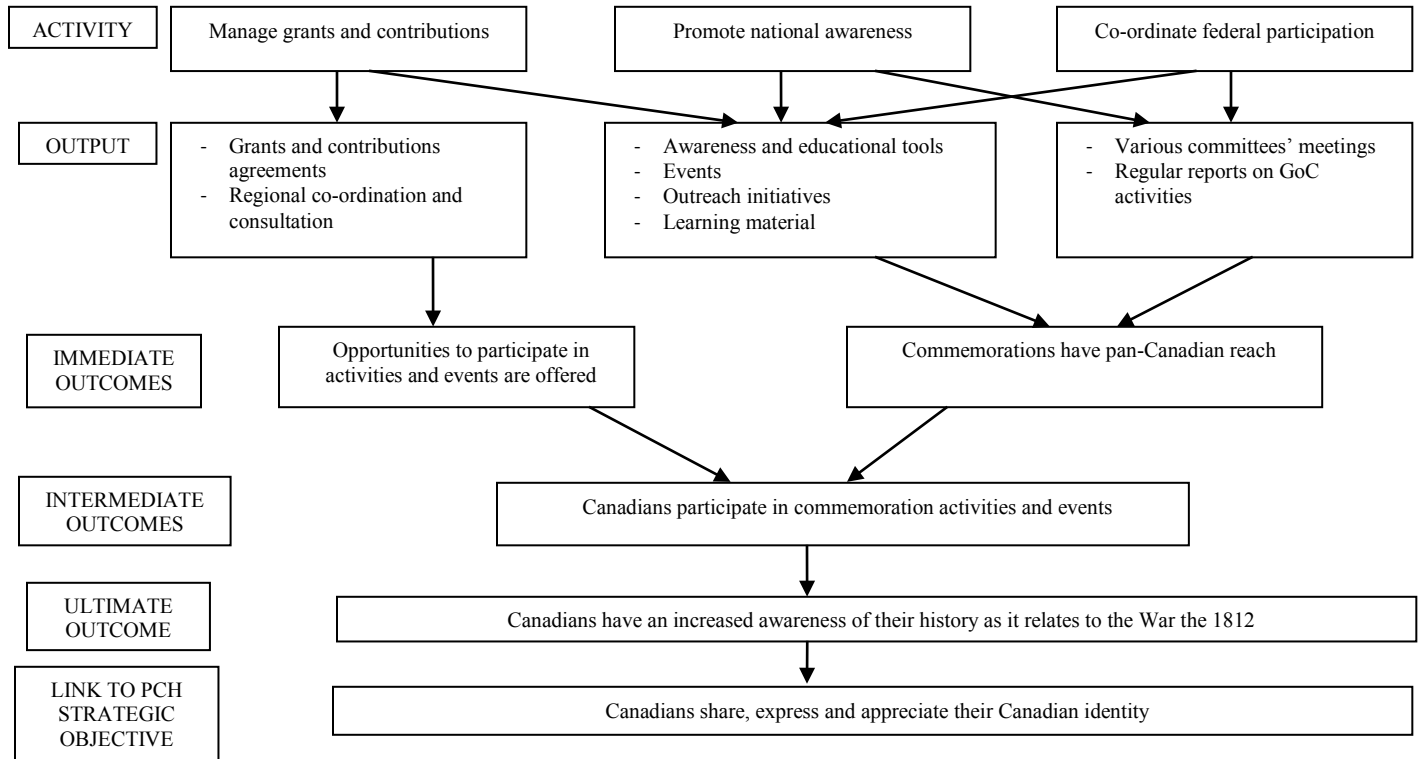 ACTIVITY
Manage grants and contributions
Promote national awareness
Co-ordinate federal participation
OUTPUT
- Grants and contributions
agreements
- Regional co-ordination and
consultation
- Awareness and educational tools
- Events
- Outreach initiatives
- Learning material
- Various committees’ meetings
- Regular reports on GoC
activities
IMMEDIATE
OUTCOMES
Opportunities to participate in
activities and events are offered
Commemorations have pan-Canadian reach
INTERMEDIATE
OUTCOMES
Canadians participate in commemoration activities and events
ULTIMATE
OUTCOME
Canadians have an increased awareness of their history as it relates to the War the 1812
LINK TO PCH
STRATEGIC
OBJECTIVE
Canadians share, express and appreciate their Canadian identity